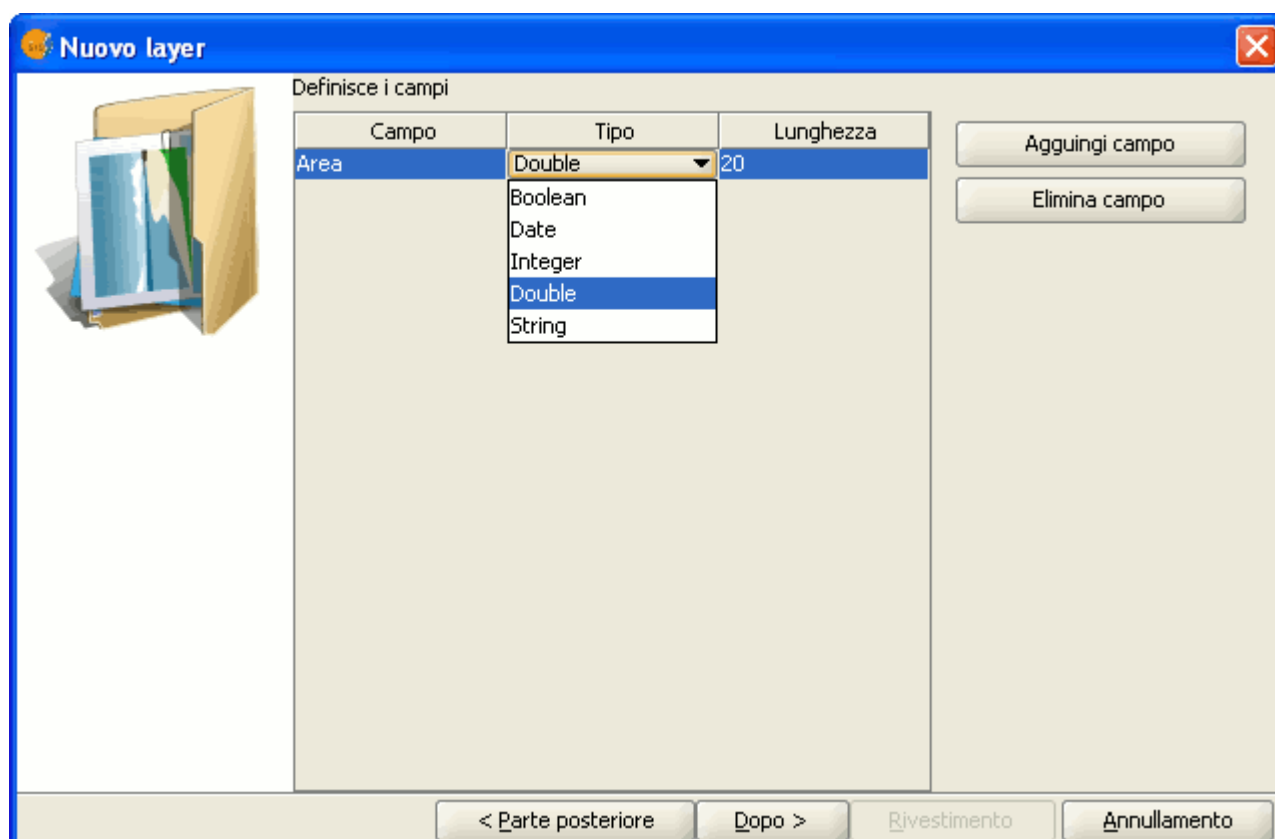 Nuovo layer
Definisce i campi
Campo Tipo Lunghezza
Area Double 20
Boolean
Date
Integer
Double
String
Agguingi campo
Elimina campo
< Parte posteriore Dopo > Rivestimento Annullamento